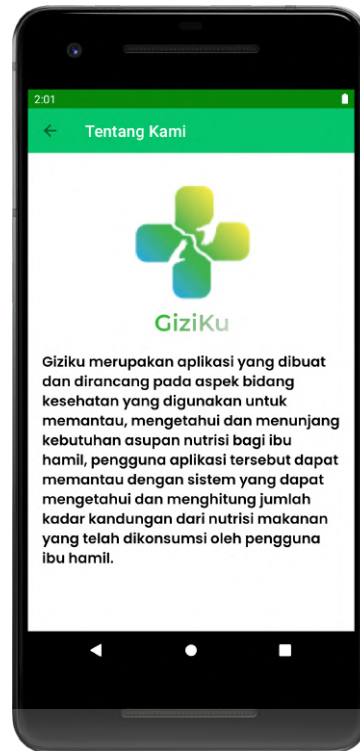 2:01
Tentang Kami
GiziKu
Giziku merupakan aplikasi yang dibuat
dan dirancang pada aspek bidang
kesehatan yang digunakan untuk
memantau, mengetahui dan menunjang
kebutuhan asupan nutrisi bagi ibu
hamil, pengguna aplikasi tersebut dapat
memantau dengan sistem yang dapat
mengetahui dan menghitung jumlah
kadar kandungan dari nutrisi makanan
yang telah dikonsumsi oleh pengguna
ibu hamil.